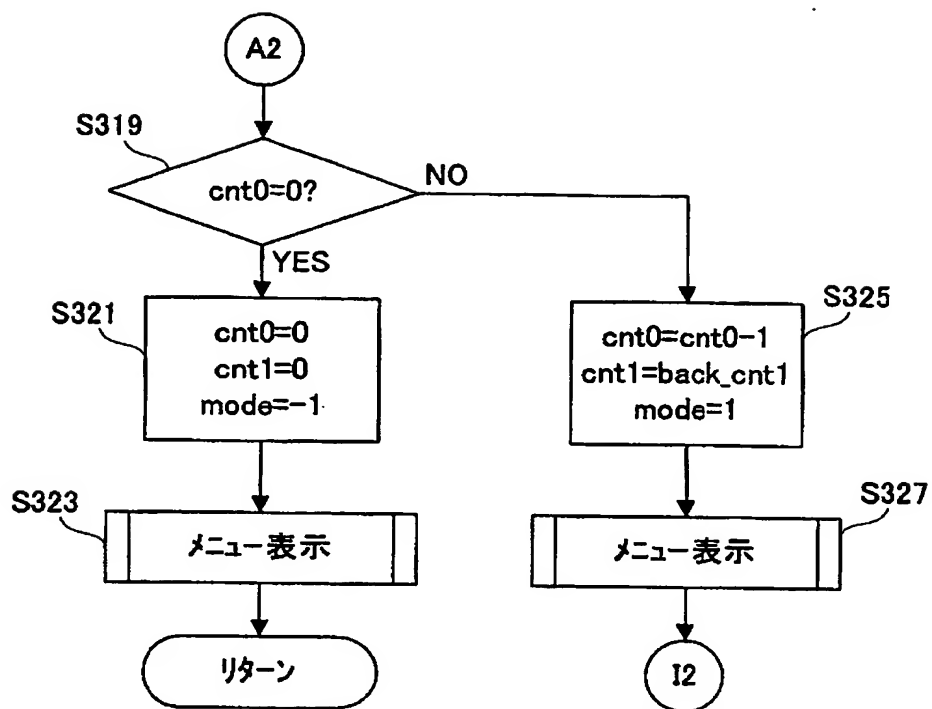 A2
S319
cnt0=0?
NO
YES
S321
cnt0=0
cnt1=0
mode=-1
S325
cnt0=cnt0-1
cnt1=back_cnt1
mode=1
S323
メニュー表示
S327
メニュー表示
リターン
I2